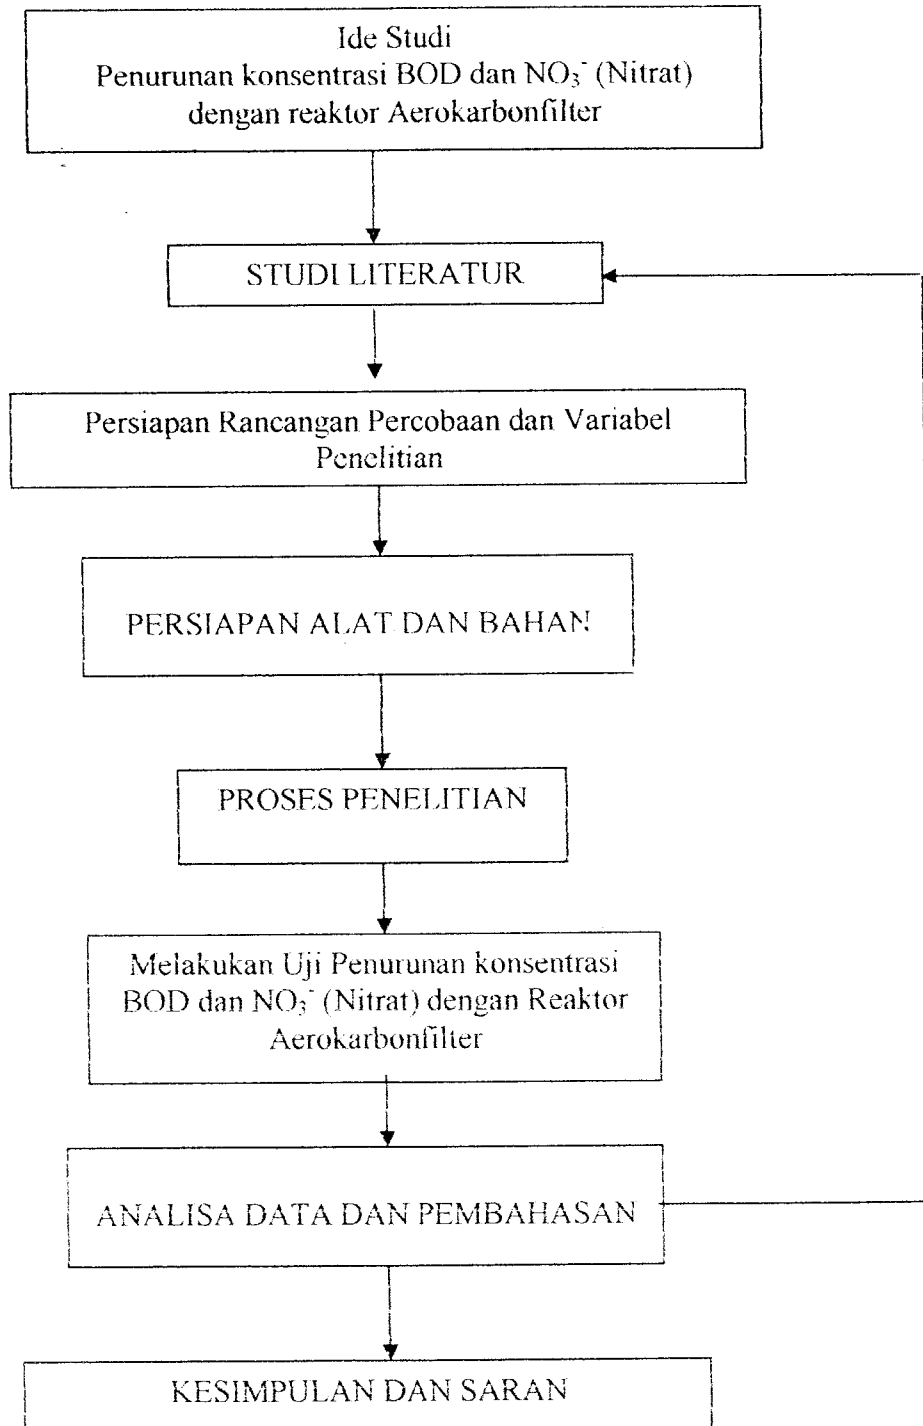 Ide Studi
Penurunan konsentrasi BOD dan NO₃⁻ (Nitrat)
dengan reaktor Aerokarbonfilter
STUDI LITERATUR
Persiapan Rancangan Percobaan dan Variabel
Penelitian
PERSIAPAN ALAT DAN BAHAN
PROSES PENELITIAN
Melakukan Uji Penurunan konsentrasi
BOD dan NO₃⁻ (Nitrat) dengan Reaktor
Aerokarbonfilter
ANALISA DATA DAN PEMBAHASAN
KESIMPULAN DAN SARAN